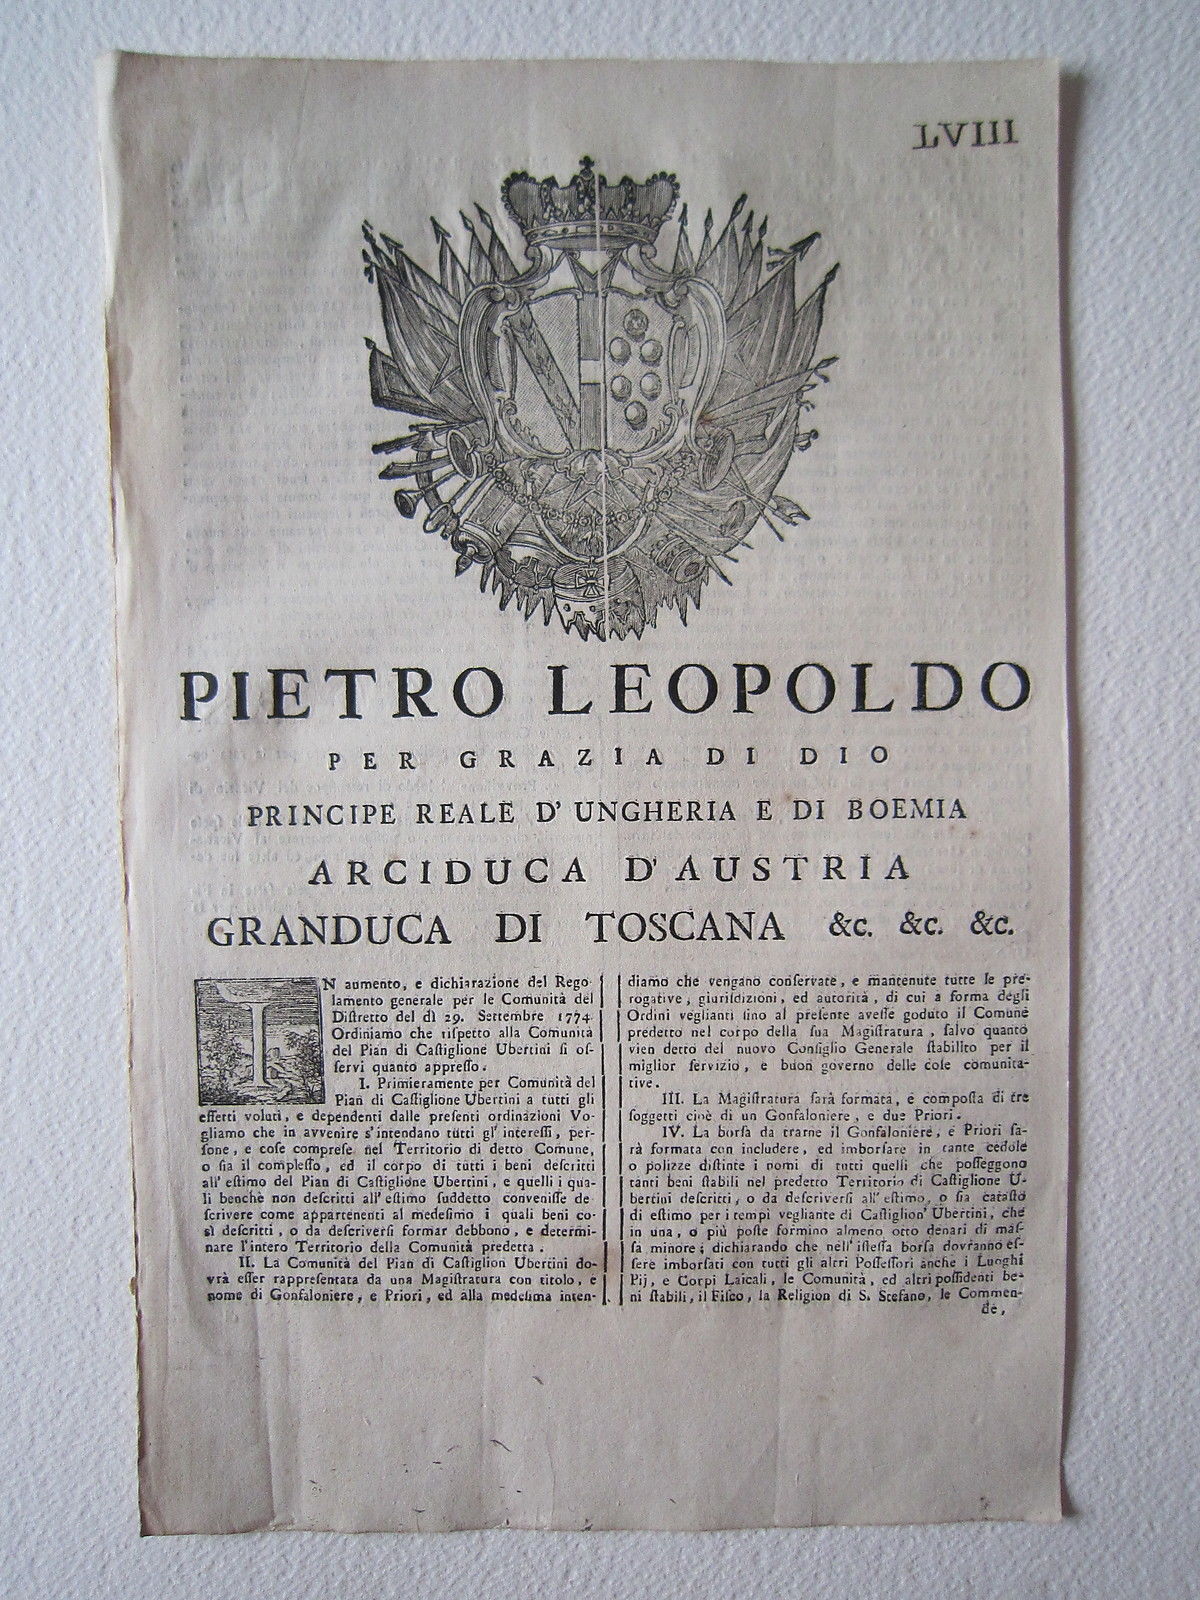 LVIII
PIETRO LEOPOLDO
PER GRAZIA DI DIO
PRINCIPE REALE D' UNGHERIA E DI BOEMIA
ARCIDUCA D'AUSTRIA
GRANDUCA DI TOSCANA &c. &c. &c.
IN aumento, e dichiarazione del Rego
lamento generale per le Comunità del
Diſtretto del dì 29. Settembre 1774.
Ordiniamo che riſpetto alla Comunità
del Pian di Caſtiglione Ubertini ſi oſ-
ſervi quanto appreſſo.
I. Primieramente per Comunità del
Pian di Caſtiglione Ubertini a tutti gli
effetti voluti, e dependenti dalle preſenti ordinazioni Vo-
gliamo che in avvenire s'intendano tutti gl' intereſſi, per-
ſone, e coſe compreſe nel Territorio di detto Comune,
o ſia il compleſſo, ed il corpo di tutti i beni deſcritti
all' eſtimo del Pian di Caſtiglione Ubertini, e quelli i qua-
li benchè non deſcritti all' eſtimo ſuddetto conveniſſe de-
ſcrivere come appartenenti al medeſimo i quali beni co-
sì deſcritti, o da deſcriverſi formar debbono, e determi-
nare l'intero Territorio della Comunità predetta.
II. La Comunità del Pian di Caſtiglion Ubertini do-
vrà eſſer rappreſentata da una Magiſtratura con titolo, e
nome di Gonfaloniere, e Priori, ed alla medeſima inten-
diamo che vengano conſervate, e mantenute tutte le pre-
rogative, giuriſdizioni, ed autorità, di cui a forma degli
Ordini veglianti ſino al preſente aveſſe goduto il Comune
predetto nel corpo della ſua Magiſtratura, ſalvo quanto
vien detto del nuovo Conſiglio Generale ſtabilito per il
miglior ſervizio, e buon governo delle coſe comunita-
tive.
III. La Magiſtratura ſarà formata, e compoſta di tre
ſoggetti cioè di un Gonfaloniere, e due Priori.
IV. La borſa da trarne il Gonfaloniere, e Priori ſa-
rà formata con includere, ed imborſare in tante cedole
o polizze diſtinte i nomi di tutti quelli che poſſeggono
tanti beni ſtabili nel predetto Territorio di Caſtiglione U-
bertini deſcritti, o da deſcriverſi all' eſtimo, o ſia cataſto
di eſtimo per i tempi vegliante di Caſtiglion' Ubertini, che
in una, o più poſte formino almeno otto denari di maſ-
ſa minore; dichiarando che nell' iſteſſa borſa dovranno eſ-
ſere imborſati con tutti gli altri Poſſeſſori anche i Luoghi
Pij, e Corpi Laicali, le Comunità, ed altri poſſidenti be-
ni ſtabili, il Fiſco, la Religion di S. Stefano, le Commen-
de,